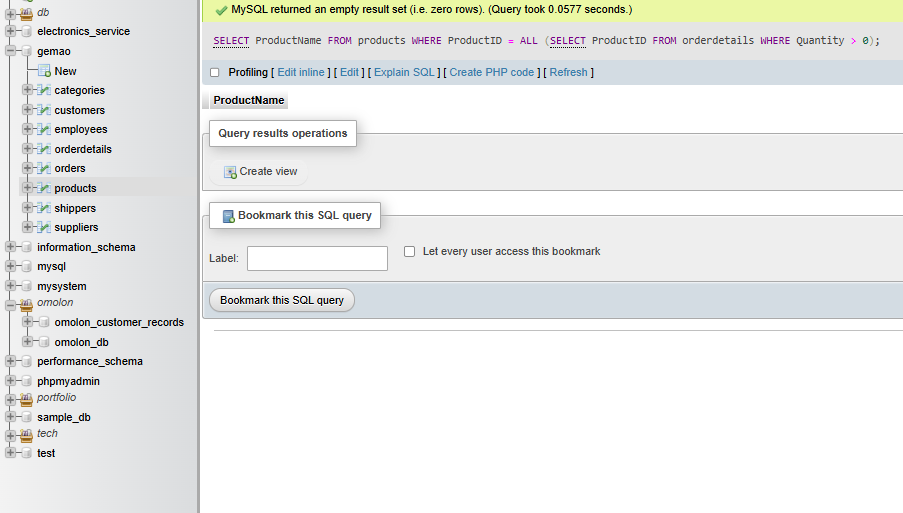 db
electronics_service
gemao
New
categories
customers
employees
orderdetails
orders
products
shippers
suppliers
information_schema
mysql
mysystem
omolon
omolon_customer_records
omolon_db
performance_schema
phpmyadmin
portfolio
sample_db
tech
test
MySQL returned an empty result set (i.e. zero rows). (Query took 0.0577 seconds.)
SELECT ProductName FROM products WHERE ProductID = ALL (SELECT ProductID FROM orderdetails WHERE Quantity > 0);
Profiling [ Edit inline ] [ Edit ] [ Explain SQL ] [ Create PHP code ] [ Refresh ]
ProductName
Query results operations
Create view
Bookmark this SQL query
Label:
Let every user access this bookmark
Bookmark this SQL query